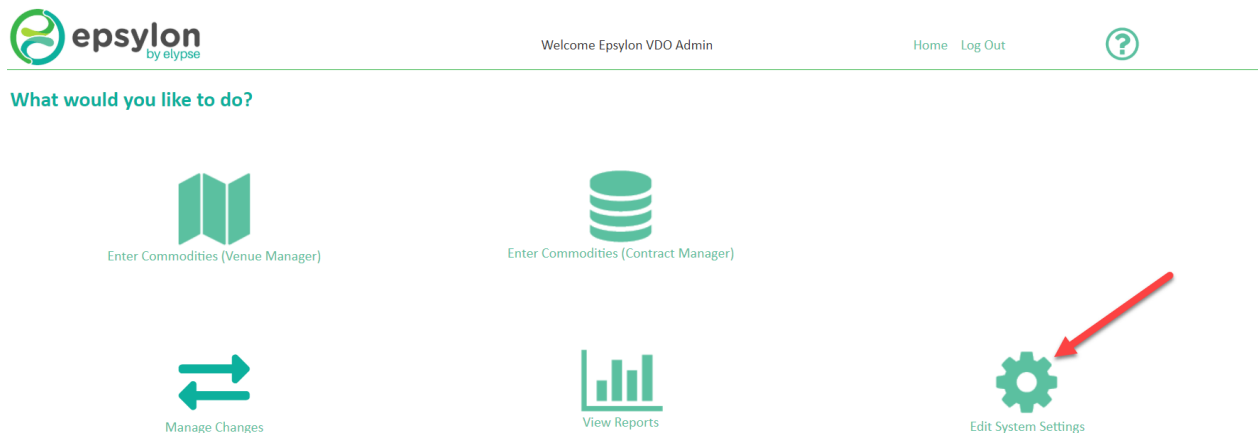 epsylon
by elypse
Welcome Epsylon VDO Admin
Home Log Out
?
What would you like to do?
Enter Commodities (Venue Manager)
Enter Commodities (Contract Manager)
Manage Changes
View Reports
Edit System Settings